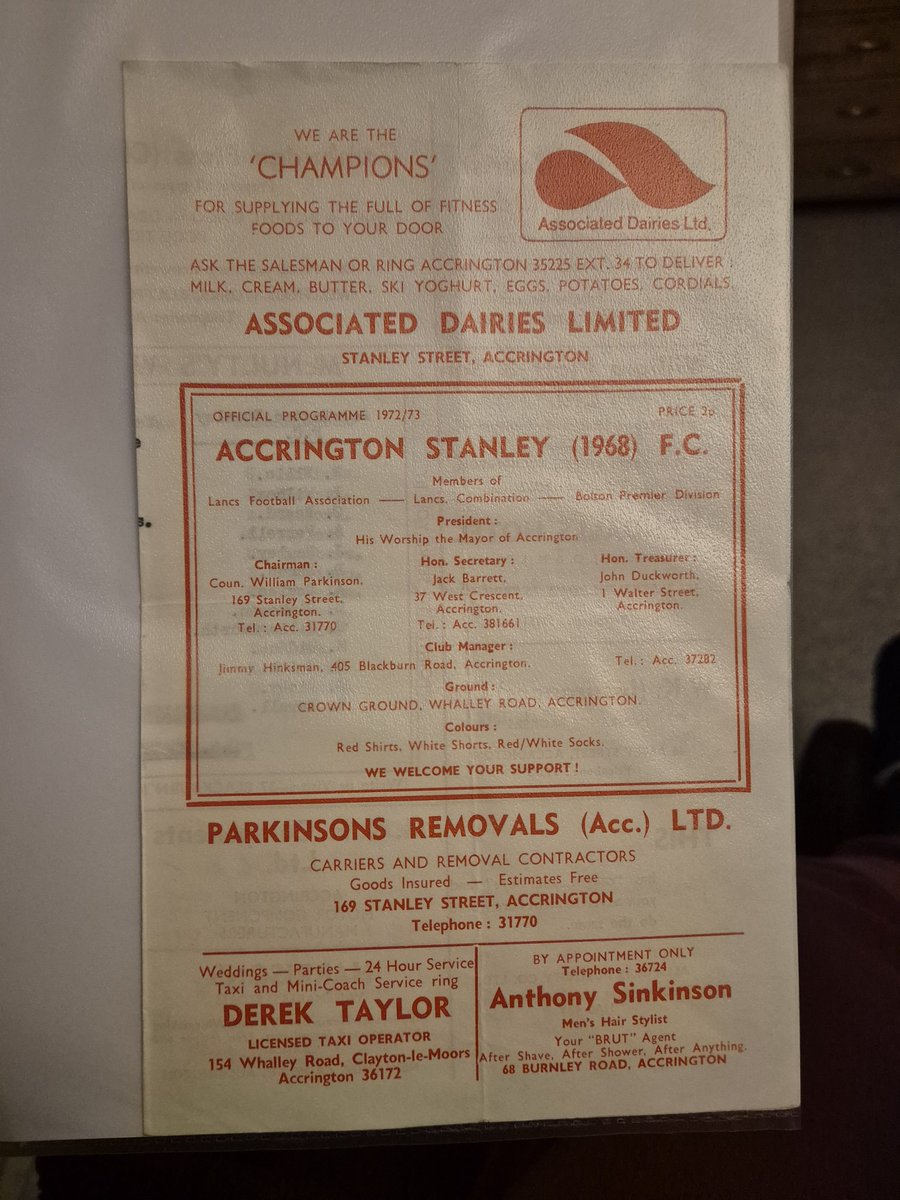 WE ARE THE
'CHAMPIONS'
FOR SUPPLYING THE FULL OF FITNESS
FOODS TO YOUR DOOR
Associated Dairies Ltd.
ASK THE SALESMAN OR RING ACCRINGTON 35225 EXT. 34 TO DELIVER :
MILK, CREAM, BUTTER, SKI YOGHURT, EGGS, POTATOES, CORDIALS.
ASSOCIATED DAIRIES LIMITED
STANLEY STREET, ACCRINGTON
OFFICIAL PROGRAMME 1972/73 PRICE 2p
ACCRINGTON STANLEY (1968) F.C.
Members of
Lancs Football Association — Lancs. Combination — Bolton Premier Division
President :
His Worship the Mayor of Accrington
Chairman :
Coun. William Parkinson,
169 Stanley Street,
Accrington.
Tel. : Acc. 31770
Hon. Secretary :
Jack Barrett,
37 West Crescent,
Accrington.
Tel. : Acc. 381661
Hon. Treasurer :
John Duckworth,
1 Walter Street,
Accrington.
Club Manager :
Jimmy Hinksman, 405 Blackburn Road, Accrington. Tel. : Acc. 37282
Ground :
CROWN GROUND, WHALLEY ROAD, ACCRINGTON.
Colours :
Red Shirts, White Shorts, Red/White Socks.
WE WELCOME YOUR SUPPORT !
PARKINSONS REMOVALS (Acc.) LTD.
CARRIERS AND REMOVAL CONTRACTORS
Goods Insured — Estimates Free
169 STANLEY STREET, ACCRINGTON
Telephone : 31770
Weddings — Parties — 24 Hour Service
Taxi and Mini-Coach Service ring
DEREK TAYLOR
LICENSED TAXI OPERATOR
154 Whalley Road, Clayton-le-Moors
Accrington 36172
BY APPOINTMENT ONLY
Telephone : 36724
Anthony Sinkinson
Men's Hair Stylist
Your "BRUT" Agent
After Shave, After Shower, After Anything.
68 BURNLEY ROAD, ACCRINGTON